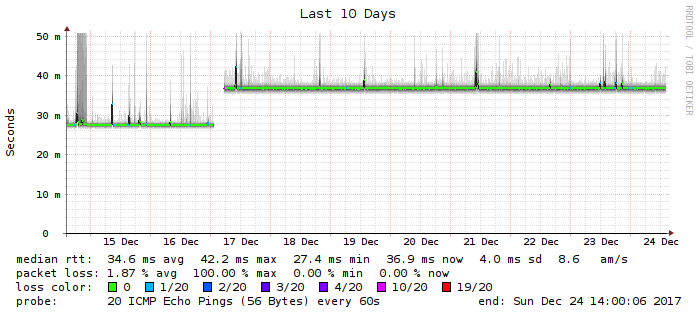 Last 10 Days
RRDTOOL / TOBI OETIKER
Seconds
50 m
40 m
30 m
20 m
10 m
0
15 Dec 16 Dec 17 Dec 18 Dec 19 Dec 20 Dec 21 Dec 22 Dec 23 Dec 24 Dec
median rtt: 34.6 ms avg 42.2 ms max 27.4 ms min 36.9 ms now 4.0 ms sd 8.6 am/s
packet loss: 1.87 % avg 100.00 % max 0.00 % min 0.00 % now
loss color: 0 1/20 2/20 3/20 4/20 10/20 19/20
probe: 20 ICMP Echo Pings (56 Bytes) every 60s end: Sun Dec 24 14:00:06 2017